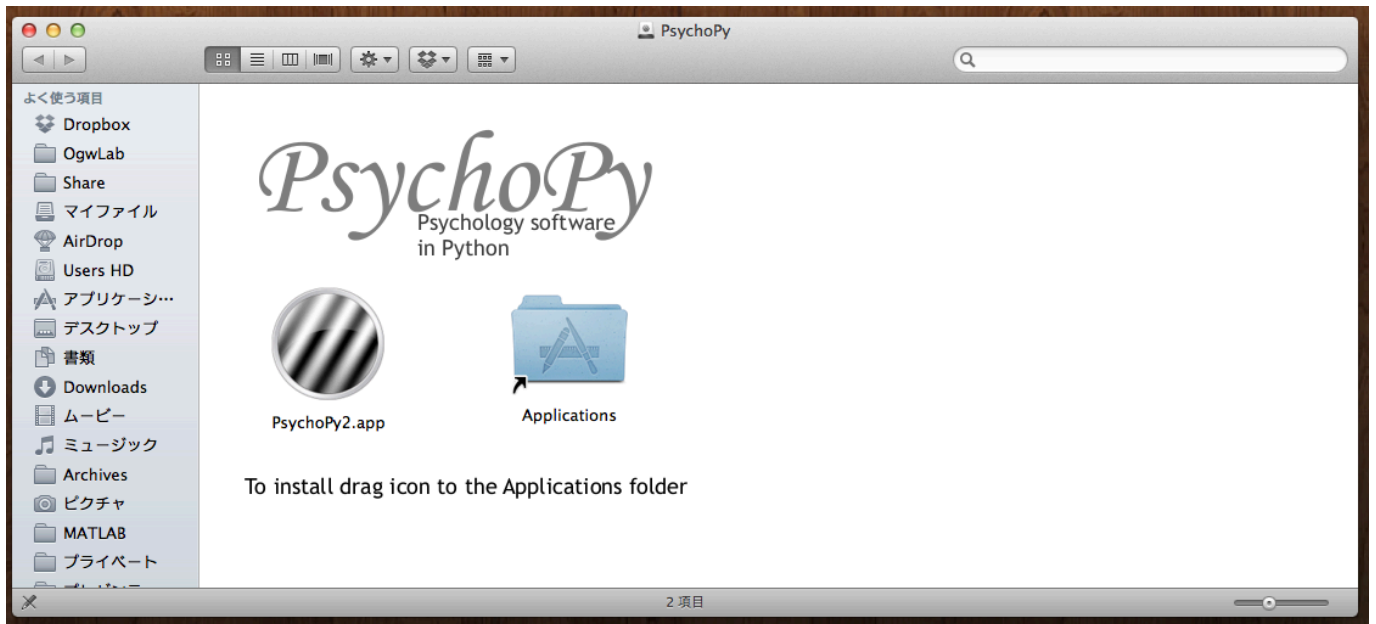 PsychoPy
よく使う項目
Dropbox
OgwLab
Share
マイファイル
AirDrop
Users HD
アプリケーシ…
デスクトップ
書類
Downloads
ムービー
ミュージック
Archives
ピクチャ
MATLAB
プライベート
PsychoPy
Psychology software
in Python
PsychoPy2.app
Applications
To install drag icon to the Applications folder
2 項目